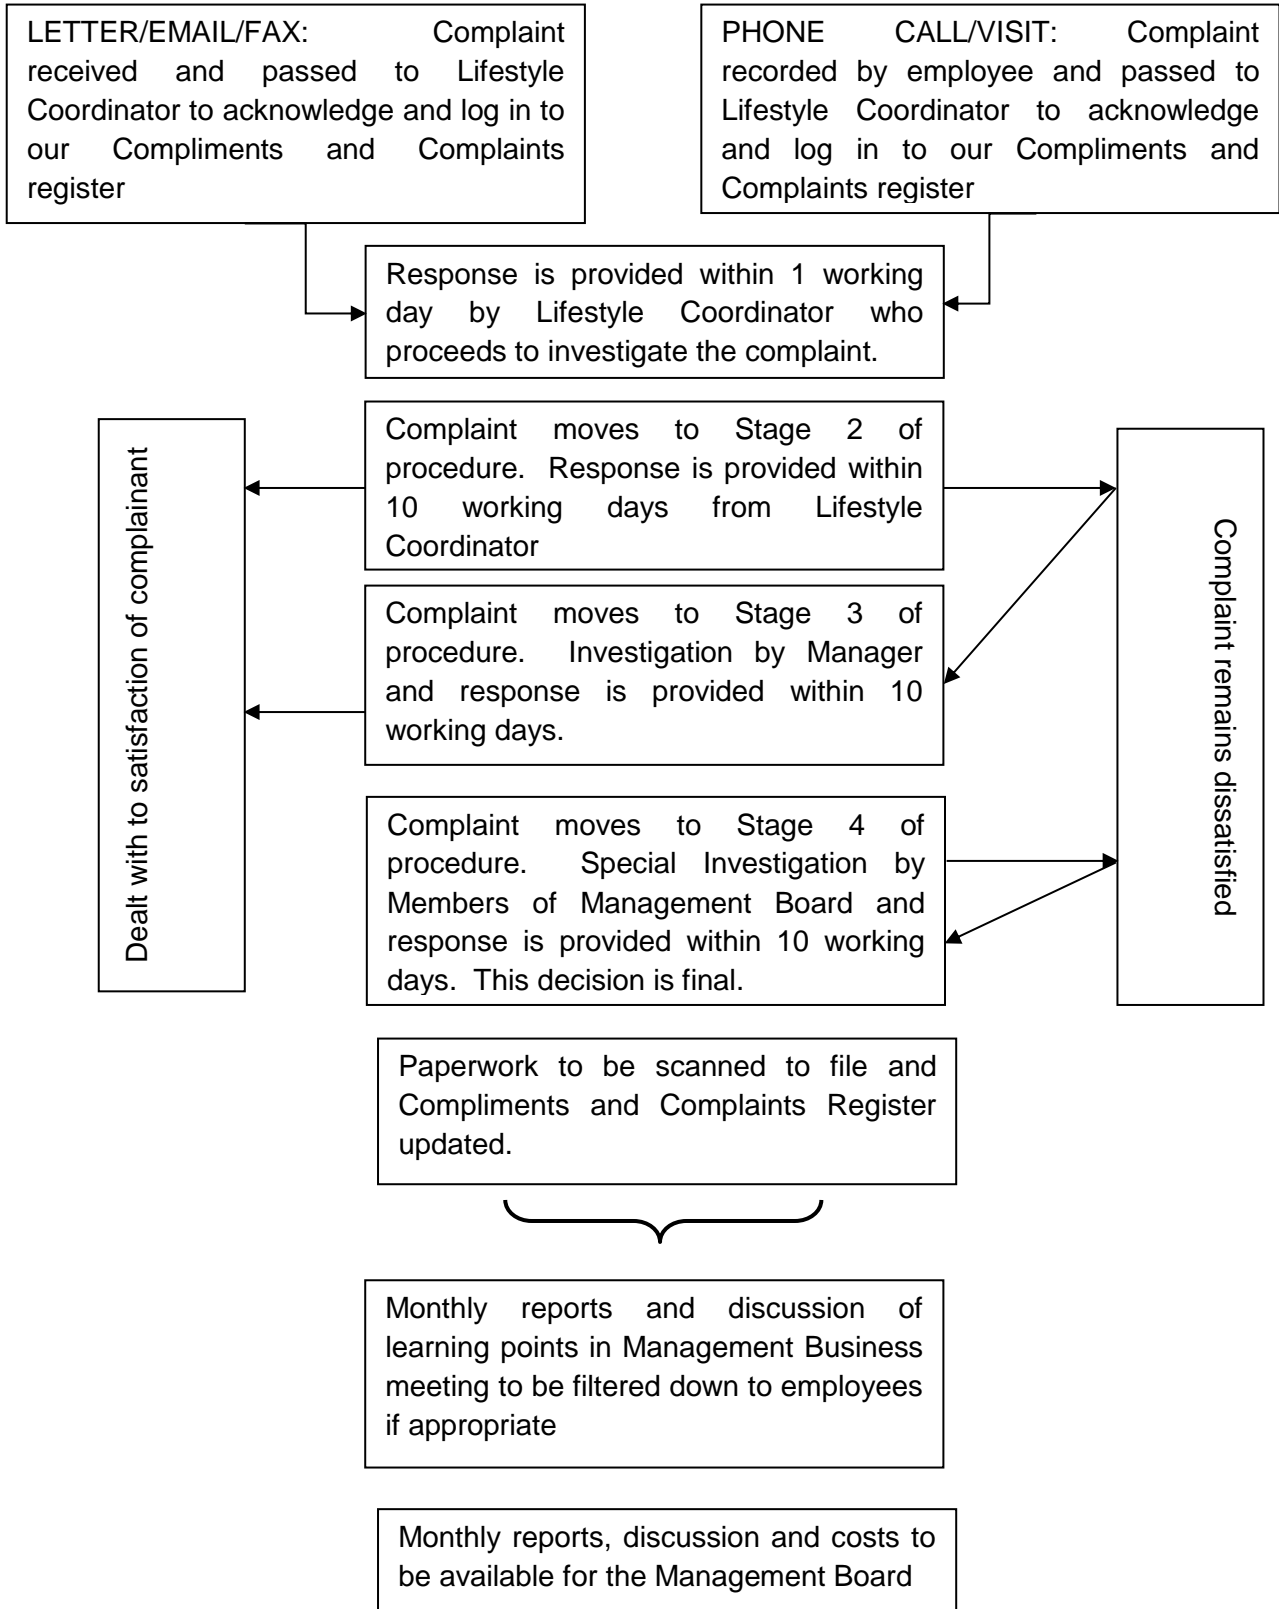 LETTER/EMAIL/FAX: Complaint
received and passed to Lifestyle
Coordinator to acknowledge and log in to
our Compliments and Complaints
register
PHONE CALL/VISIT: Complaint
recorded by employee and passed to
Lifestyle Coordinator to acknowledge
and log in to our Compliments and
Complaints register
Response is provided within 1 working
day by Lifestyle Coordinator who
proceeds to investigate the complaint.
Dealt with to satisfaction of complainant
Complaint moves to Stage 2 of
procedure. Response is provided within
10 working days from Lifestyle
Coordinator
Complaint remains dissatisfied
Complaint moves to Stage 3 of
procedure. Investigation by Manager
and response is provided within 10
working days.
Complaint moves to Stage 4 of
procedure. Special Investigation by
Members of Management Board and
response is provided within 10 working
days. This decision is final.
Paperwork to be scanned to file and
Compliments and Complaints Register
updated.
Monthly reports and discussion of
learning points in Management Business
meeting to be filtered down to employees
if appropriate
Monthly reports, discussion and costs to
be available for the Management Board